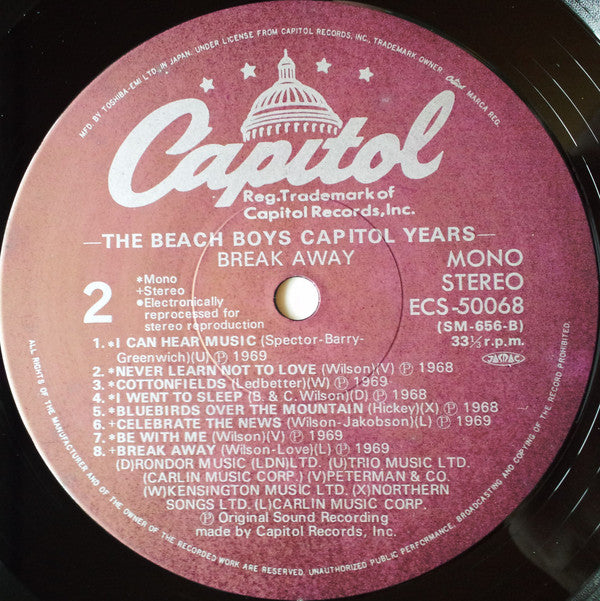 MFD. BY TOSHIBA-EMI LTD. IN JAPAN. UNDER LICENSE FROM CAPITOL RECORDS, INC., TRADEMARK OWNER. Capitol MARCA REG.
Capitol
Reg.Trademark of
Capitol Records,Inc.
—THE BEACH BOYS CAPITOL YEARS—
BREAK AWAY
MONO
STEREO
ECS-50068
(SM-656-B)
33⅓ r.p.m.
JASRAC
2
*Mono
+Stereo
●Electronically
reprocessed for
stereo reproduction
1. *I CAN HEAR MUSIC (Spector-Barry-
Greenwich)(U) Ⓟ 1969
2. *NEVER LEARN NOT TO LOVE (Wilson)(V) Ⓟ 1968
3. *COTTONFIELDS (Ledbetter)(W) Ⓟ 1969
4. *I WENT TO SLEEP (B. & C. Wilson)(D) Ⓟ 1968
5. *BLUEBIRDS OVER THE MOUNTAIN (Hickey)(X) Ⓟ 1968
6. +CELEBRATE THE NEWS (Wilson-Jakobson)(L) Ⓟ 1969
7. *BE WITH ME (Wilson)(V) Ⓟ 1969
8. +BREAK AWAY (Wilson-Love)(L) Ⓟ 1969
(D)RONDOR MUSIC (LDN)LTD. (U)TRIO MUSIC LTD.
(CARLIN MUSIC CORP.) (V)PETERMAN & CO.
(W)KENSINGTON MUSIC LTD. (X)NORTHERN
SONGS LTD. (L)CARLIN MUSIC CORP.
Ⓟ Original Sound Recording
made by Capitol Records, Inc.
ALL RIGHTS OF THE MANUFACTURER AND OF THE OWNER OF THE RECORDED WORK ARE RESERVED. UNAUTHORIZED PUBLIC PERFORMANCE, BROADCASTING AND COPYING OF THE RECORD PROHIBITED.